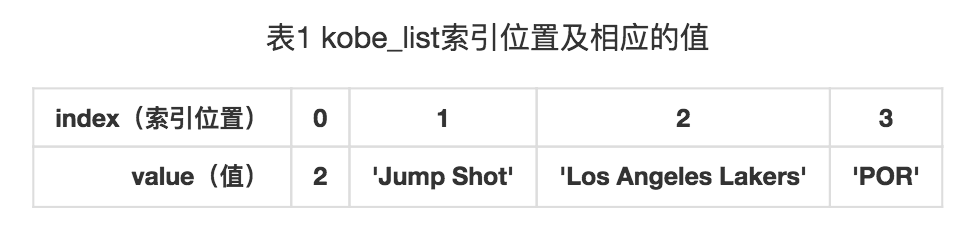 表1 kobe_list索引位置及相应的值
index（索引位置） 0 1 2 3
value（值） 2 'Jump Shot' 'Los Angeles Lakers' 'POR'